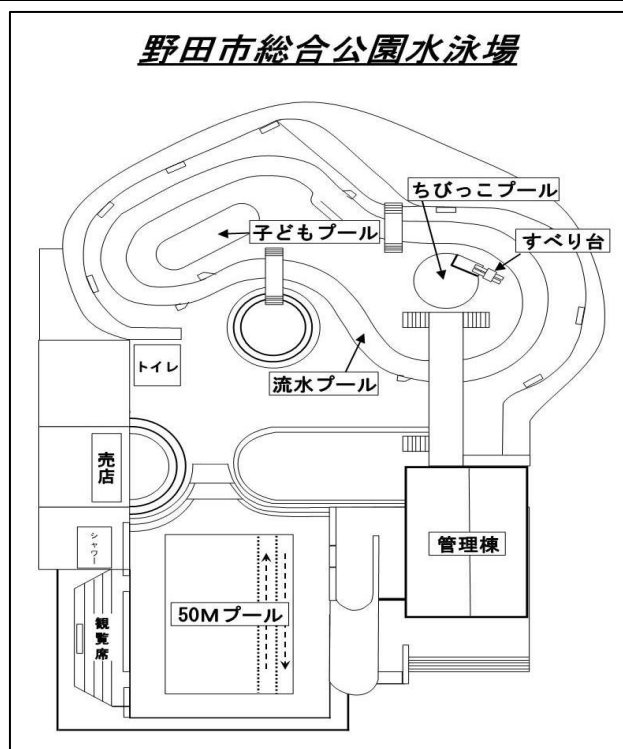 野田市総合公園水泳場
ちびっこプール
子どもプール
すべり台
トイレ
流水プール
売店
シャワー
管理棟
50Mプール
観覧席